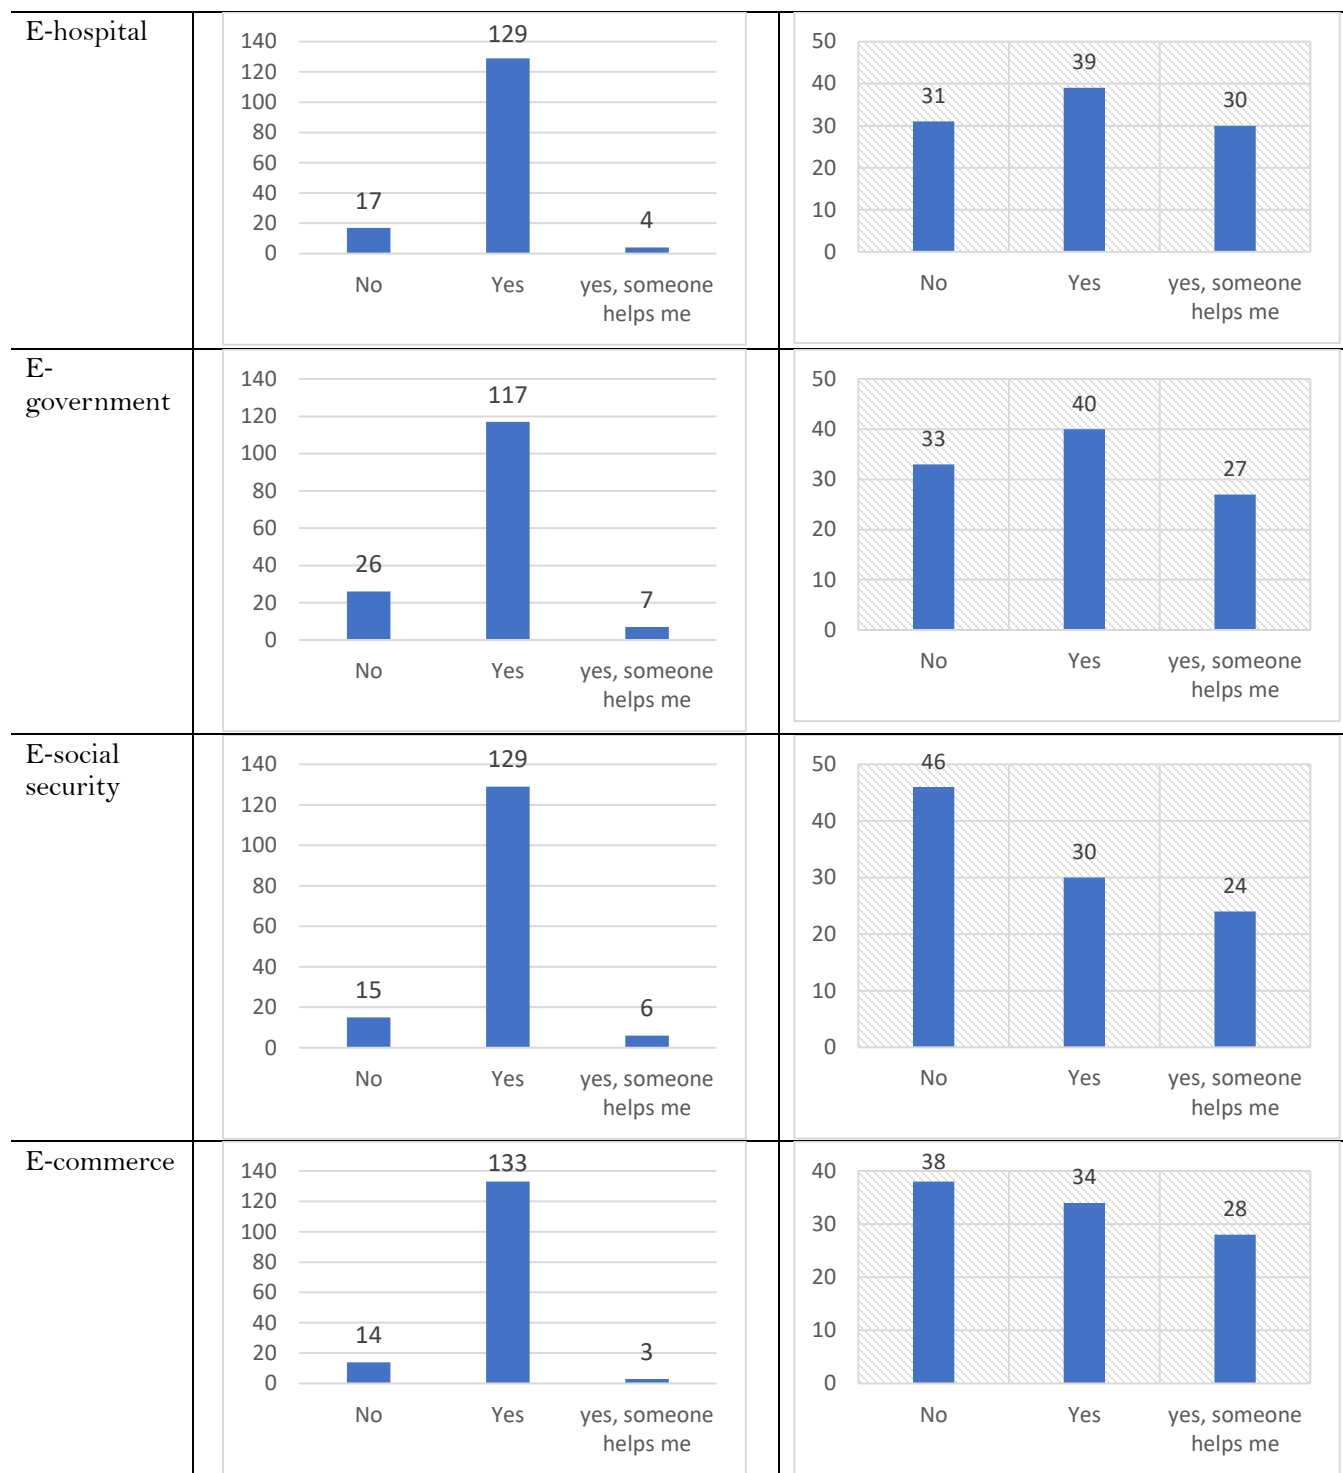 E-hospital
140
120
100
80
60
40
20
0
17
129
4
No
Yes
yes, someone
helps me
50
40
30
20
10
0
31
39
30
No
Yes
yes, someone
helps me
E-
government
140
120
100
80
60
40
20
0
26
117
7
No
Yes
yes, someone
helps me
50
40
30
20
10
0
33
40
27
No
Yes
yes, someone
helps me
E-social
security
140
120
100
80
60
40
20
0
15
129
6
No
Yes
yes, someone
helps me
50
40
30
20
10
0
46
30
24
No
Yes
yes, someone
helps me
E-commerce
140
120
100
80
60
40
20
0
14
133
3
No
Yes
yes, someone
helps me
40
30
20
10
0
38
34
28
No
Yes
yes, someone
helps me